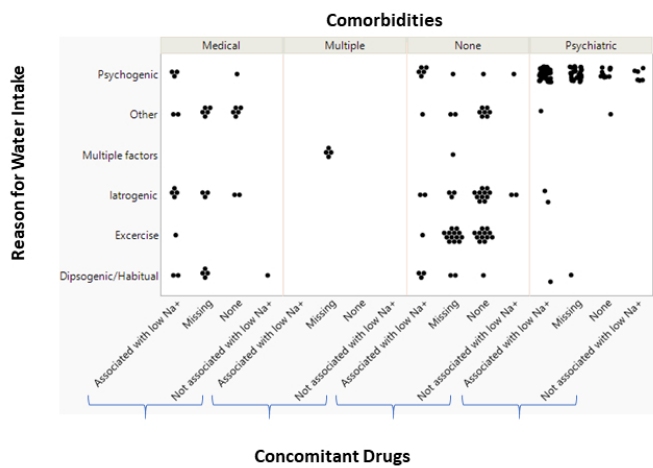 Comorbidities
Medical Multiple None Psychiatric
Reason for Water Intake
Psychogenic
Other
Multiple factors
Iatrogenic
Excercise
Dipsogenic/Habitual
Associated with low Na+
Missing
None
Not associated with low Na+
Associated with low Na+
Missing
None
Not associated with low Na+
Associated with low Na+
Missing
None
Not associated with low Na+
Associated with low Na+
Missing
None
Not associated with low Na+
Concomitant Drugs